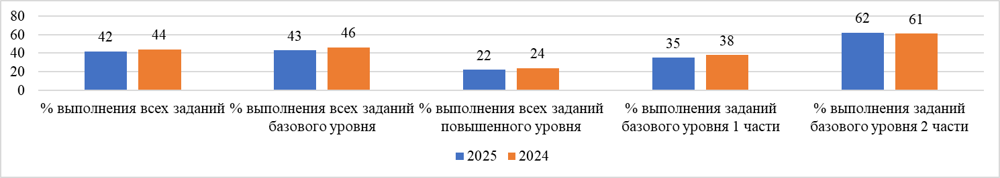 80
60
40
20
0
42
44
43
46
22
24
35
38
62
61
% выполнения всех заданий
% выполнения всех заданий
базового уровня
% выполнения всех заданий
повышенного уровня
% выполнения заданий
базового уровня 1 части
% выполнения заданий
базового уровня 2 части
2025
2024